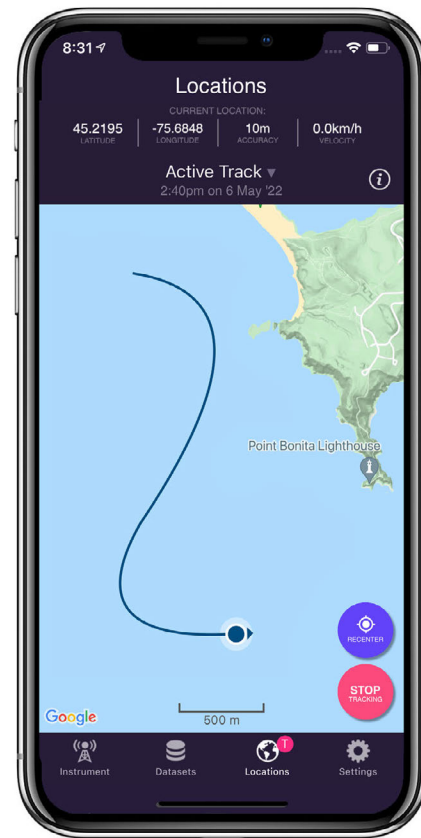 8:31
Locations
CURRENT LOCATION:
45.2195 -75.6848 10m 0.0km/h
LATITUDE LONGITUDE ACCURACY VELOCITY
Active Track ▼
2:40pm on 6 May '22
i
Point Bonita Lighthouse
RECENTER
STOP
TRACKING
Google
500 m
T
Instrument Datasets Locations Settings